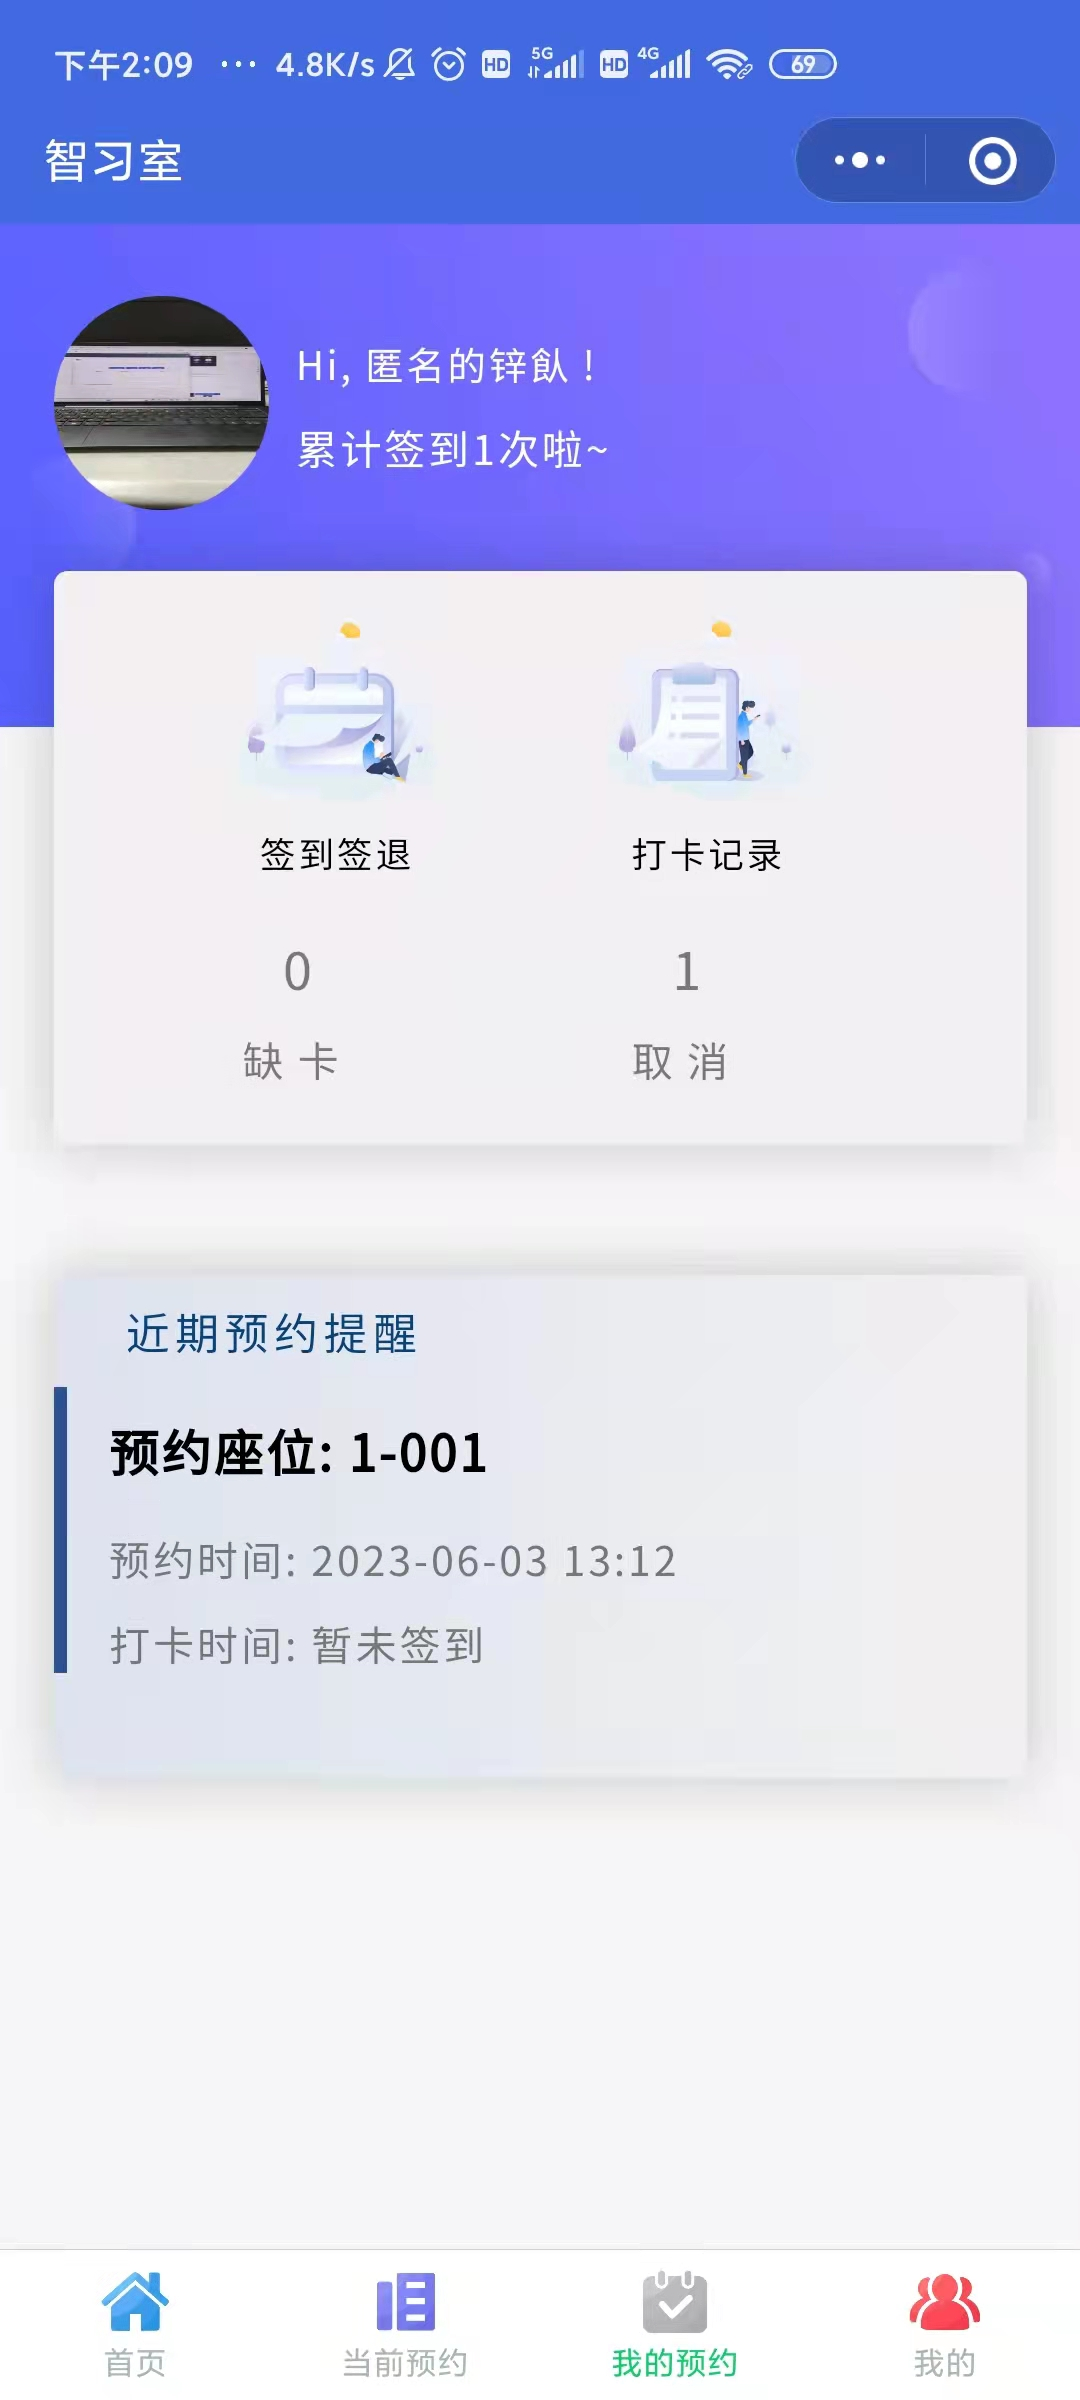 下午2:09 ... 4.8K/s HD 5G HD 4G 69
智习室
Hi, 匿名的锌飤！
累计签到1次啦~
签到签退 打卡记录
0 1
缺卡 取消
近期预约提醒
预约座位: 1-001
预约时间: 2023-06-03 13:12
打卡时间: 暂未签到
首页 当前预约 我的预约 我的